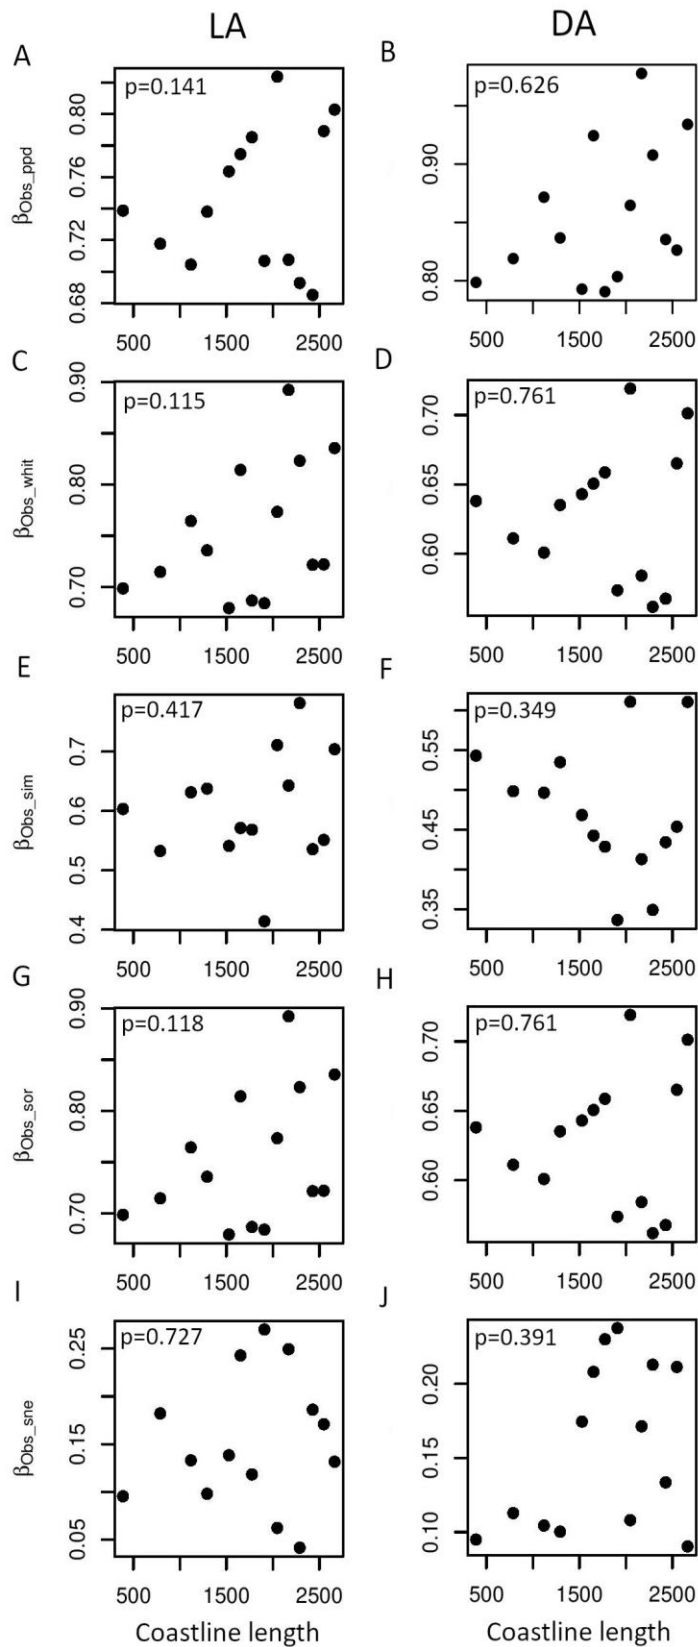 LA DA
A B
p=0.141 p=0.626
βObs_ppd
0.80
0.76
0.72
0.68
0.90
0.80
500 1500 2500 500 1500 2500
C D
p=0.115 p=0.761
βObs_whit
0.90
0.80
0.70
0.70
0.65
0.60
500 1500 2500 500 1500 2500
E F
p=0.417 p=0.349
βObs_sim
0.7
0.6
0.5
0.4
0.55
0.45
0.35
500 1500 2500 500 1500 2500
G H
p=0.118 p=0.761
βObs_sor
0.90
0.80
0.70
0.70
0.65
0.60
500 1500 2500 500 1500 2500
I J
p=0.727 p=0.391
βObs_sne
0.25
0.15
0.05
0.20
0.15
0.10
500 1500 2500 500 1500 2500
Coastline length Coastline length